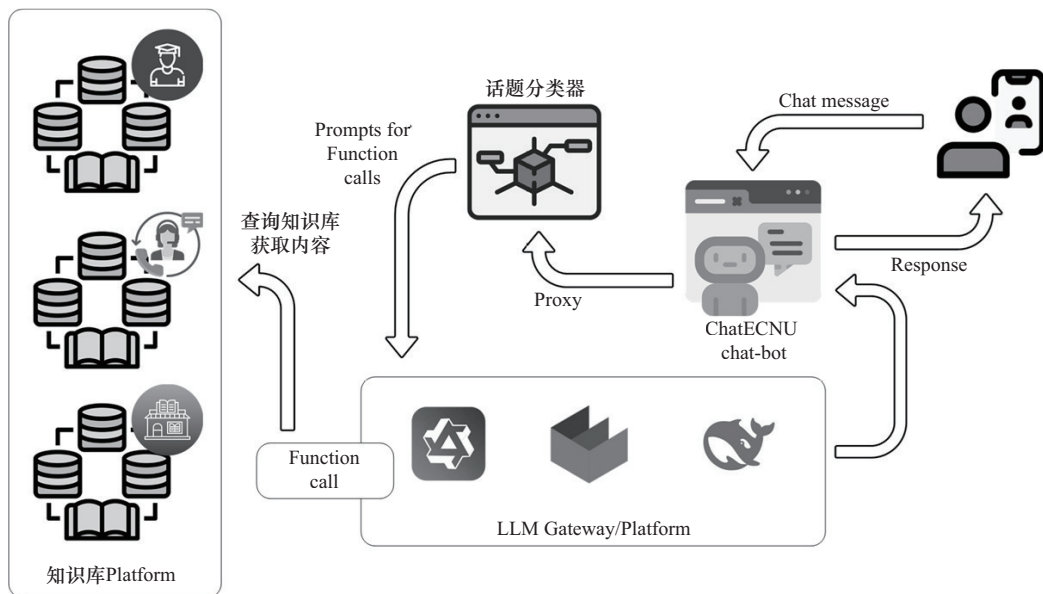 话题分类器
Chat message
Prompts for
Function
calls
查询知识库
获取内容
Response
Proxy
ChatECNU
chat-bot
Function
call
LLM Gateway/Platform
知识库Platform